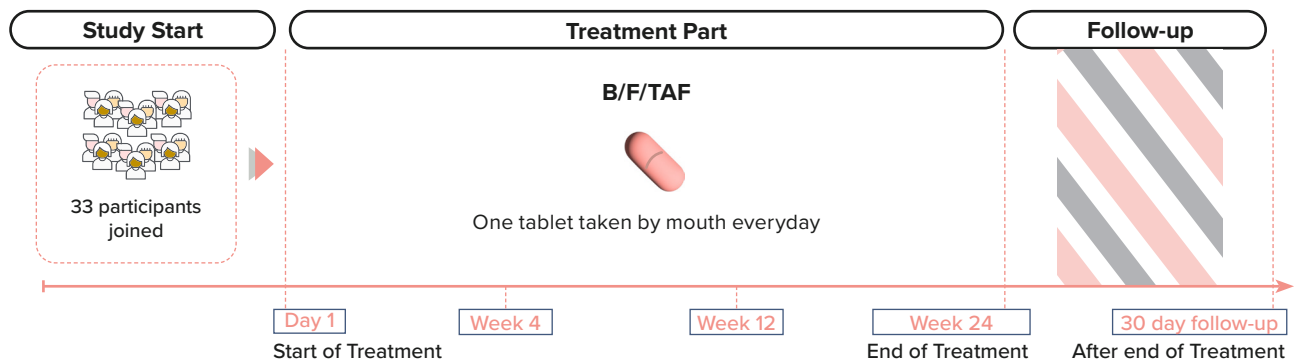 Study Start
Treatment Part
Follow-up
33 participants
joined
B/F/TAF
One tablet taken by mouth everyday
Day 1
Week 4
Week 12
Week 24
30 day follow-up
Start of Treatment
End of Treatment
After end of Treatment